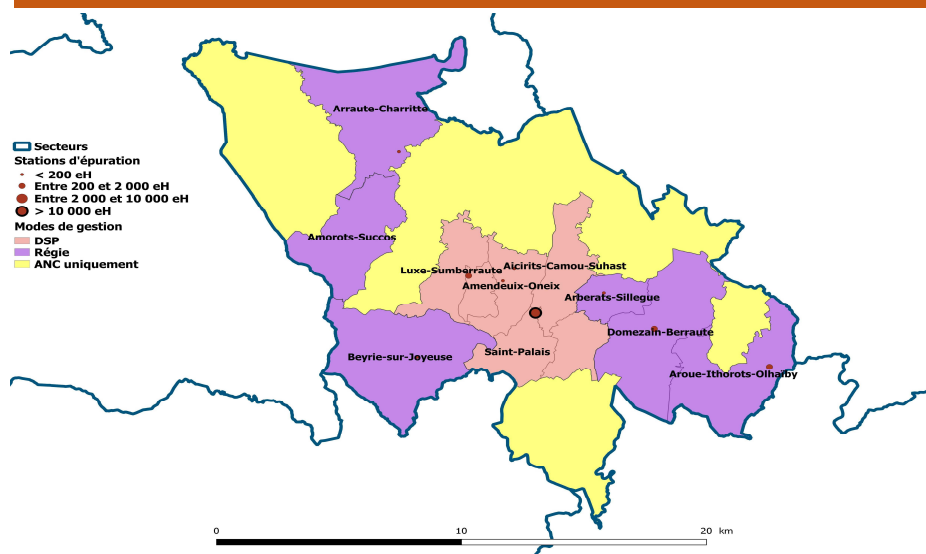 Secteurs
Stations d'épuration
< 200 eH
Entre 200 et 2 000 eH
Entre 2 000 et 10 000 eH
> 10 000 eH
Modes de gestion
DSP
Régie
ANC uniquement
Arraute-Charritte
Amorots-Succos
Luxe-Sumberraute
Aicirits-Camou-Suhast
Amendeuix-Oneix
Arberats-Sillegue
Domezain-Berraute
Beyrie-sur-Joyeuse
Saint-Palais
Aroue-Ithorots-Olhaiby
0 10 20 km